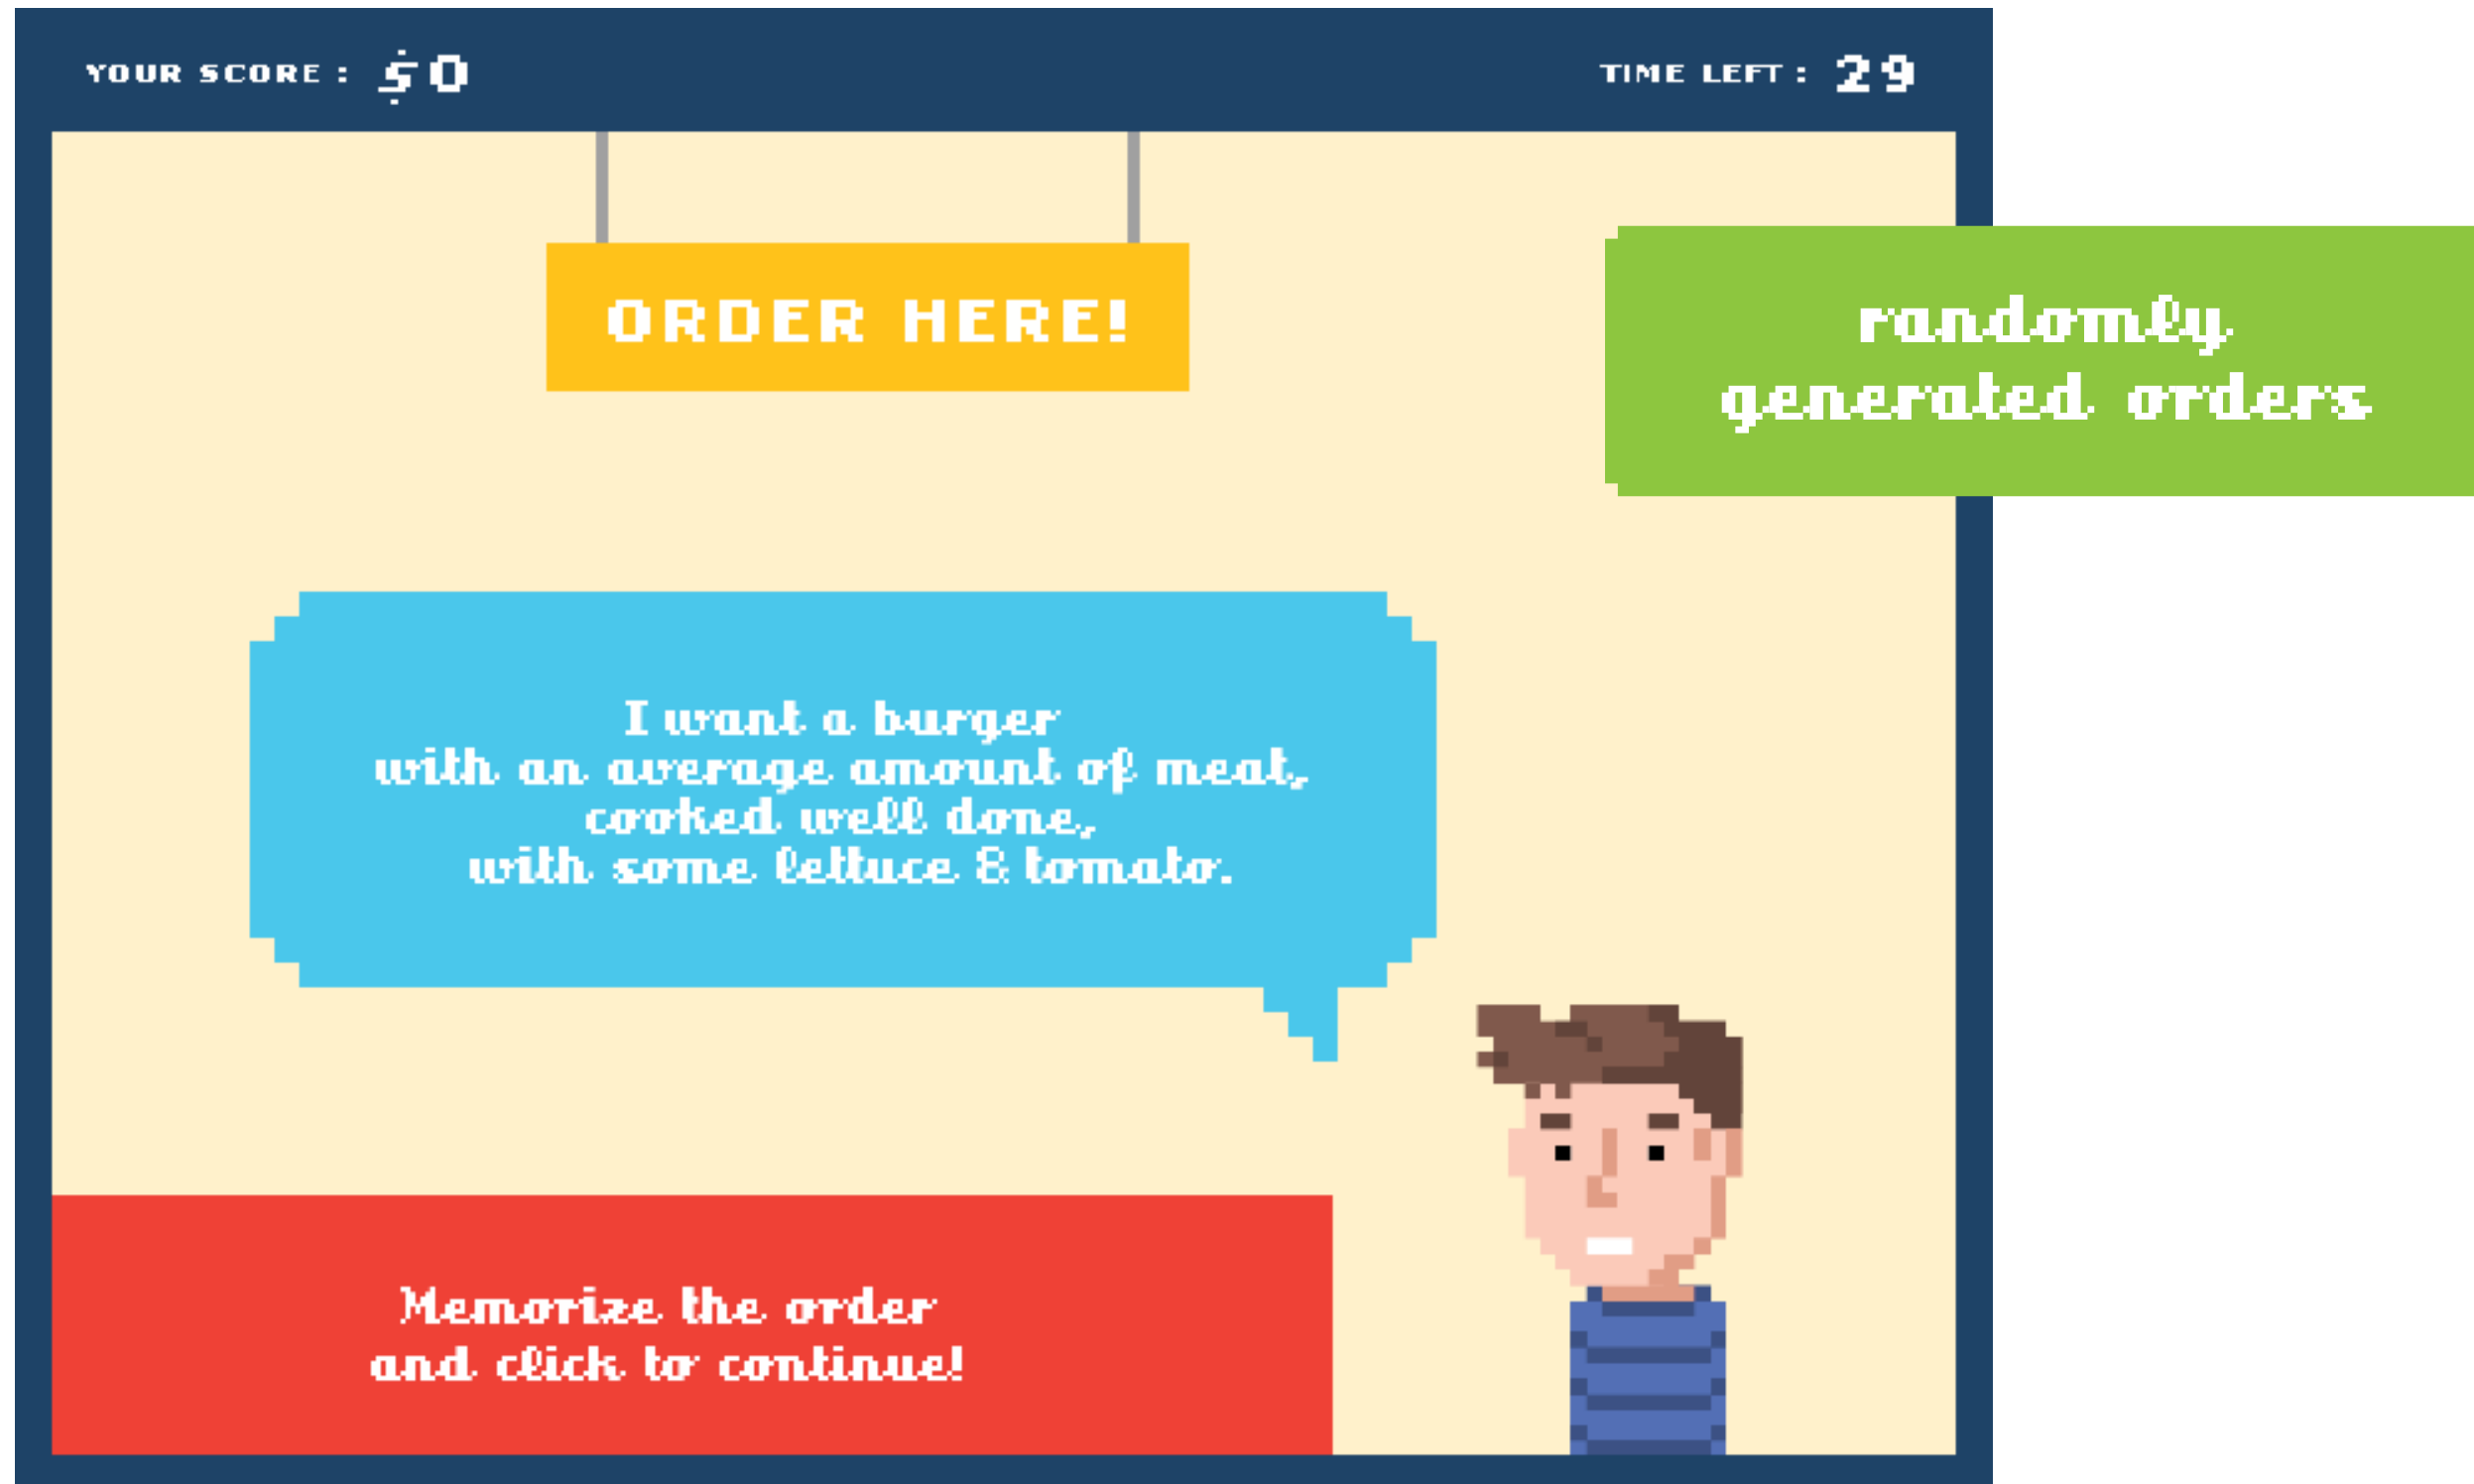 YOUR SCORE: $0
TIME LEFT: 29
ORDER HERE!
randomly
generated orders
I want a burger
with an average amount of meat,
cooked well done,
with some lettuce & tomato.
Memorize the order
and click to continue!